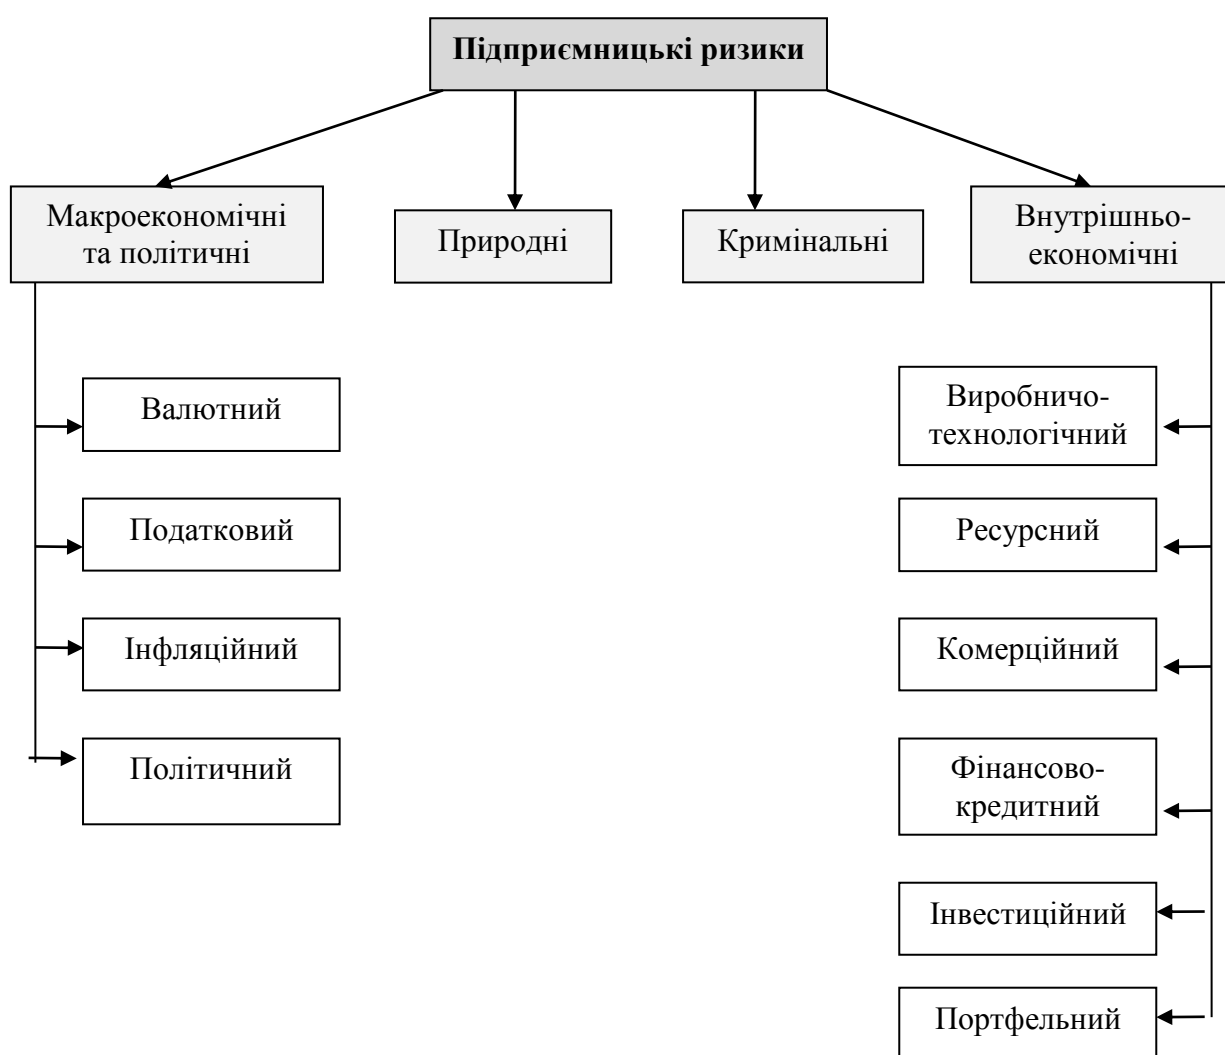 Підприємницькі ризики
Макроекономічні
та політичні
Природні
Кримінальні
Внутрішньо-
економічні
Валютний
Податковий
Інфляційний
Політичний
Виробничо-
технологічний
Ресурсний
Комерційний
Фінансово-
кредитний
Інвестиційний
Портфельний